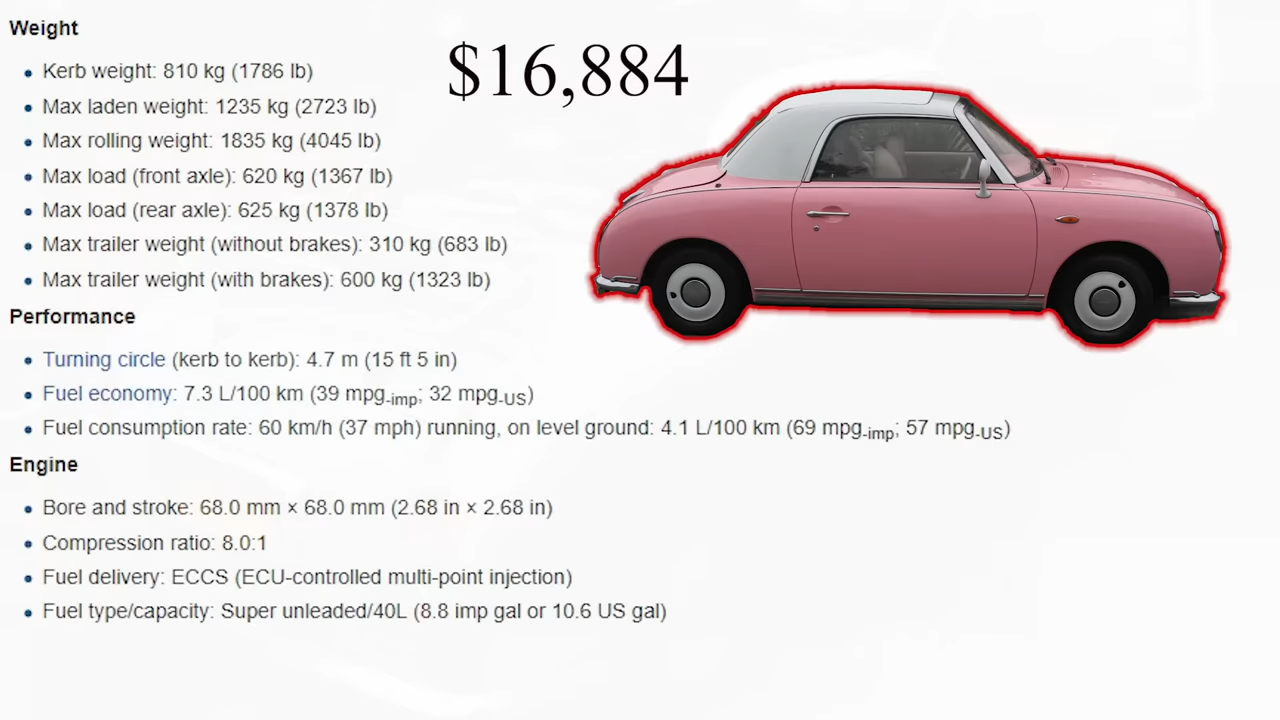 Weight
$16,884
Kerb weight: 810 kg (1786 lb)
Max laden weight: 1235 kg (2723 lb)
Max rolling weight: 1835 kg (4045 lb)
Max load (front axle): 620 kg (1367 lb)
Max load (rear axle): 625 kg (1378 lb)
Max trailer weight (without brakes): 310 kg (683 lb)
Max trailer weight (with brakes): 600 kg (1323 lb)
Performance
Turning circle (kerb to kerb): 4.7 m (15 ft 5 in)
Fuel economy: 7.3 L/100 km (39 mpg-imp; 32 mpg-US)
Fuel consumption rate: 60 km/h (37 mph) running, on level ground: 4.1 L/100 km (69 mpg-imp; 57 mpg-US)
Engine
Bore and stroke: 68.0 mm × 68.0 mm (2.68 in × 2.68 in)
Compression ratio: 8.0:1
Fuel delivery: ECCS (ECU-controlled multi-point injection)
Fuel type/capacity: Super unleaded/40L (8.8 imp gal or 10.6 US gal)